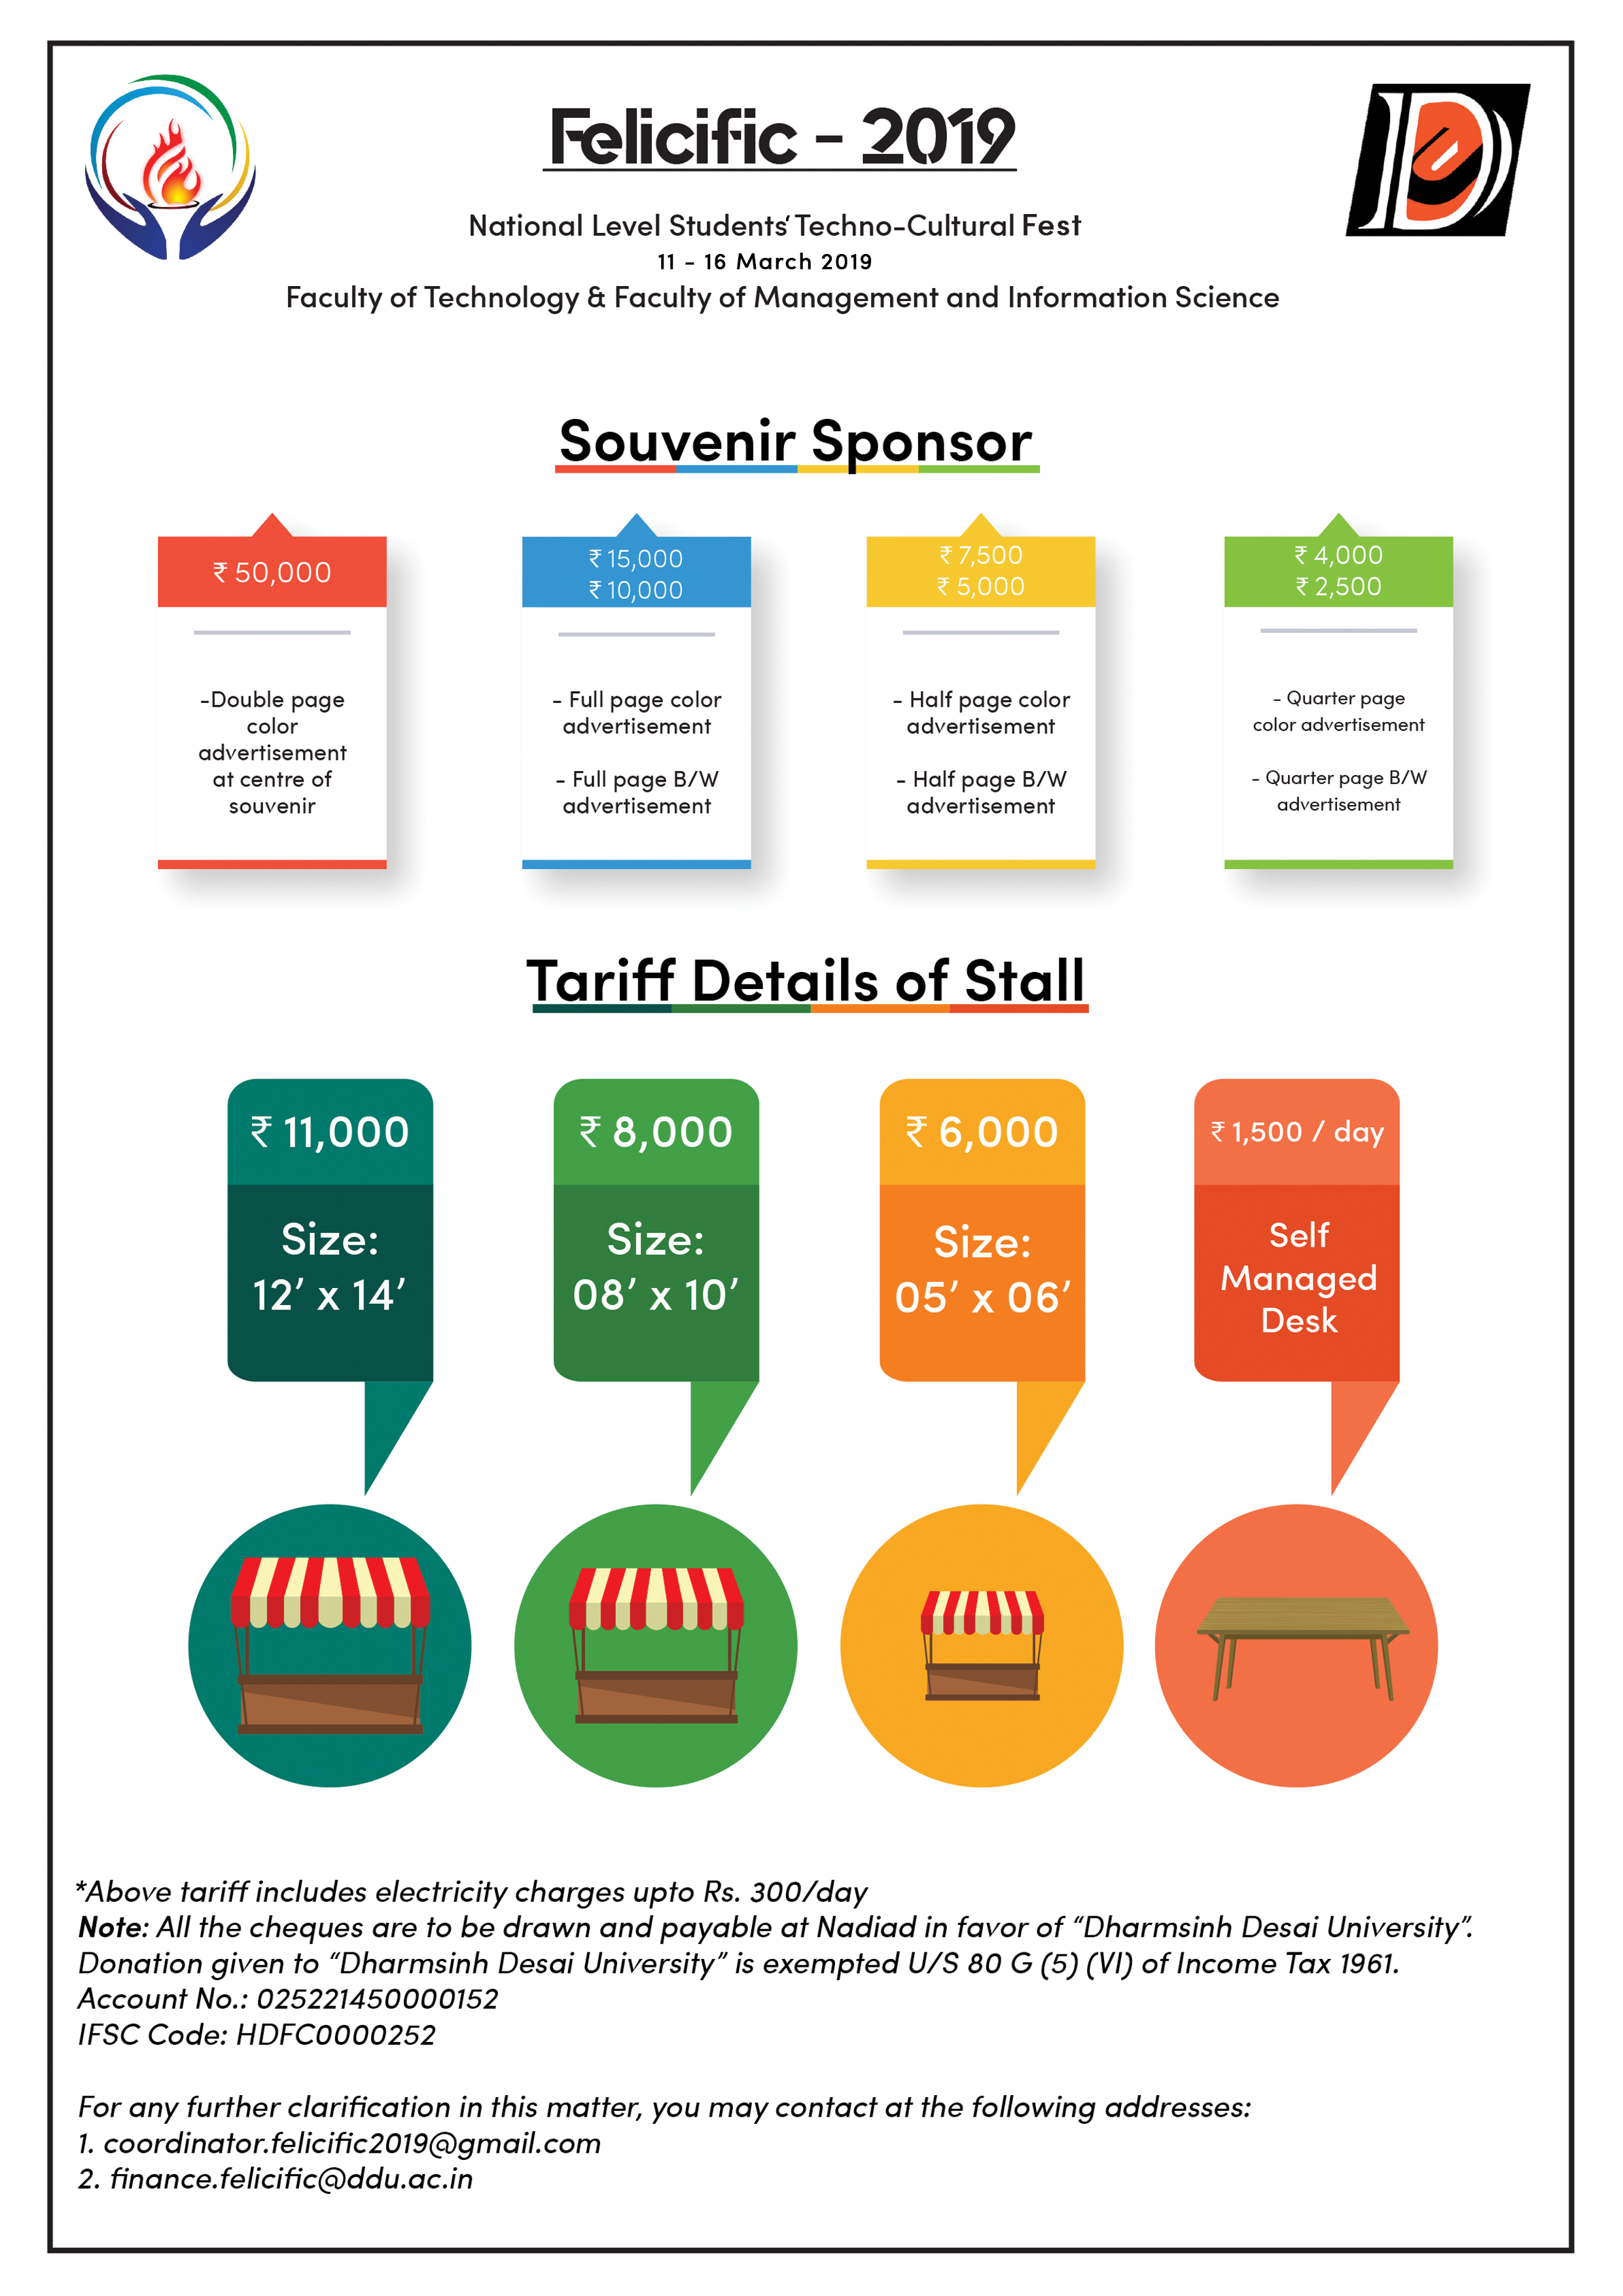 Felicific - 2019
National Level Students‘ Techno-Cultural Fest
11 - 16 March 2019
Faculty of Technology & Faculty of Management and Information Science
Souvenir Sponsor
₹ 50,000
-Double page
color
advertisement
at centre of
souvenir
₹ 15,000
₹ 10,000
- Full page color
advertisement
- Full page B/W
advertisement
₹ 7,500
₹ 5,000
- Half page color
advertisement
- Half page B/W
advertisement
₹ 4,000
₹ 2,500
- Quarter page
color advertisement
- Quarter page B/W
advertisement
Tariff Details of Stall
₹ 11,000
Size:
12’ x 14’
₹ 8,000
Size:
08’ x 10’
₹ 6,000
Size:
05’ x 06’
₹ 1,500 / day
Self
Managed
Desk
*Above tariff includes electricity charges upto Rs. 300/day
Note: All the cheques are to be drawn and payable at Nadiad in favor of “Dharmsinh Desai University”.
Donation given to “Dharmsinh Desai University” is exempted U/S 80 G (5) (VI) of Income Tax 1961.
Account No.: 025221450000152
IFSC Code: HDFC0000252
For any further clarification in this matter, you may contact at the following addresses:
1. coordinator.felicific2019@gmail.com
2. finance.felicific@ddu.ac.in